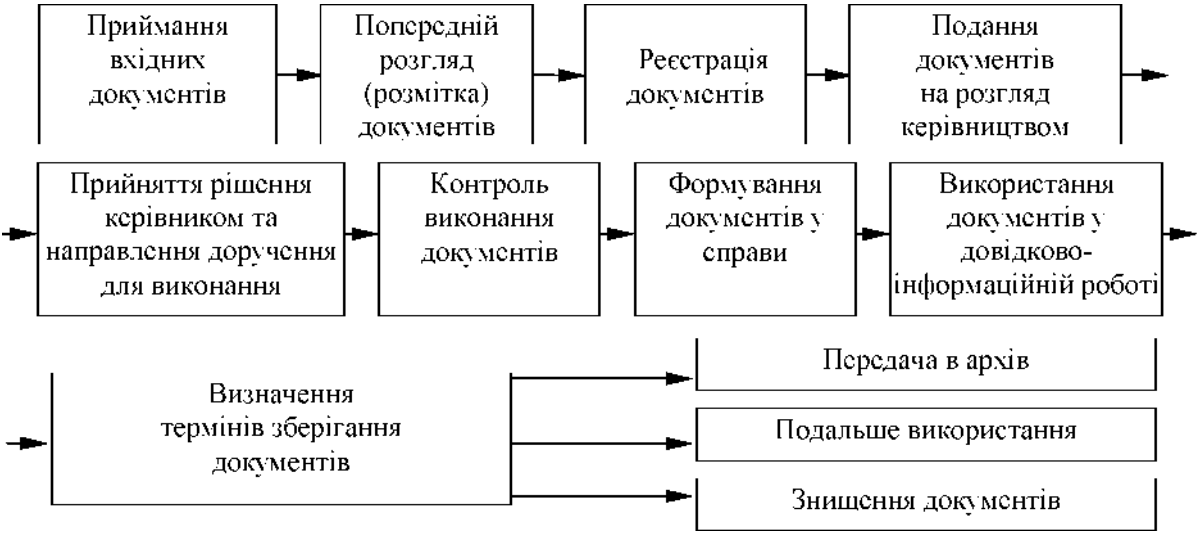 Приймання
вхідних
документів
Попередній
розгляд
(розмітка)
документів
Реєстрація
документів
Подання
документів
на розгляд
керівництвом
Прийняття рішення
керівником та
направлення доручення
для виконання
Контроль
виконання
документів
Формування
документів у
справи
Використання
документів у
довідково-
інформаційній роботі
Визначення
термінів зберігання
документів
Передача в архів
Подальше використання
Знищення документів